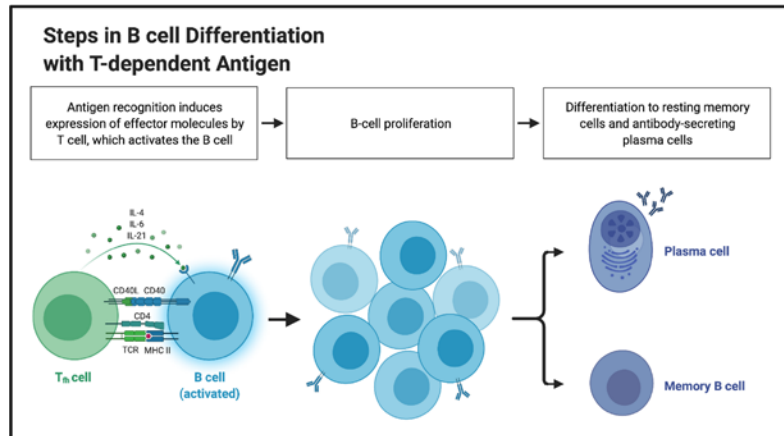 Steps in B cell Differentiation
with T-dependent Antigen
Antigen recognition induces
expression of effector molecules by
T cell, which activates the B cell
B-cell proliferation
Differentiation to resting memory
cells and antibody-secreting
plasma cells
IL-4
IL-6
IL-21
CD40L CD40
CD4
TCR MHC II
Tfh cell
B cell
(activated)
Plasma cell
Memory B cell